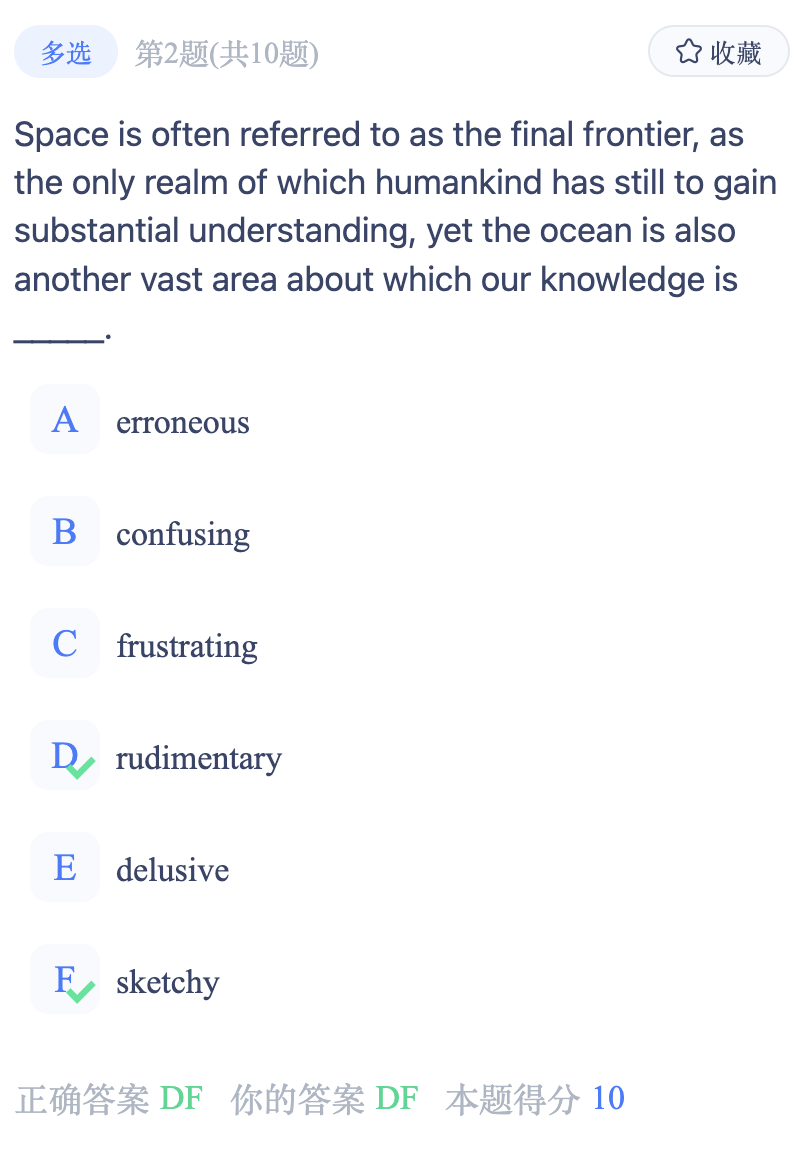 多选 第2题(共10题) 收藏
Space is often referred to as the final frontier, as
the only realm of which humankind has still to gain
substantial understanding, yet the ocean is also
another vast area about which our knowledge is
_____.
A erroneous
B confusing
C frustrating
D rudimentary
E delusive
F sketchy
正确答案 DF 你的答案 DF 本题得分 10